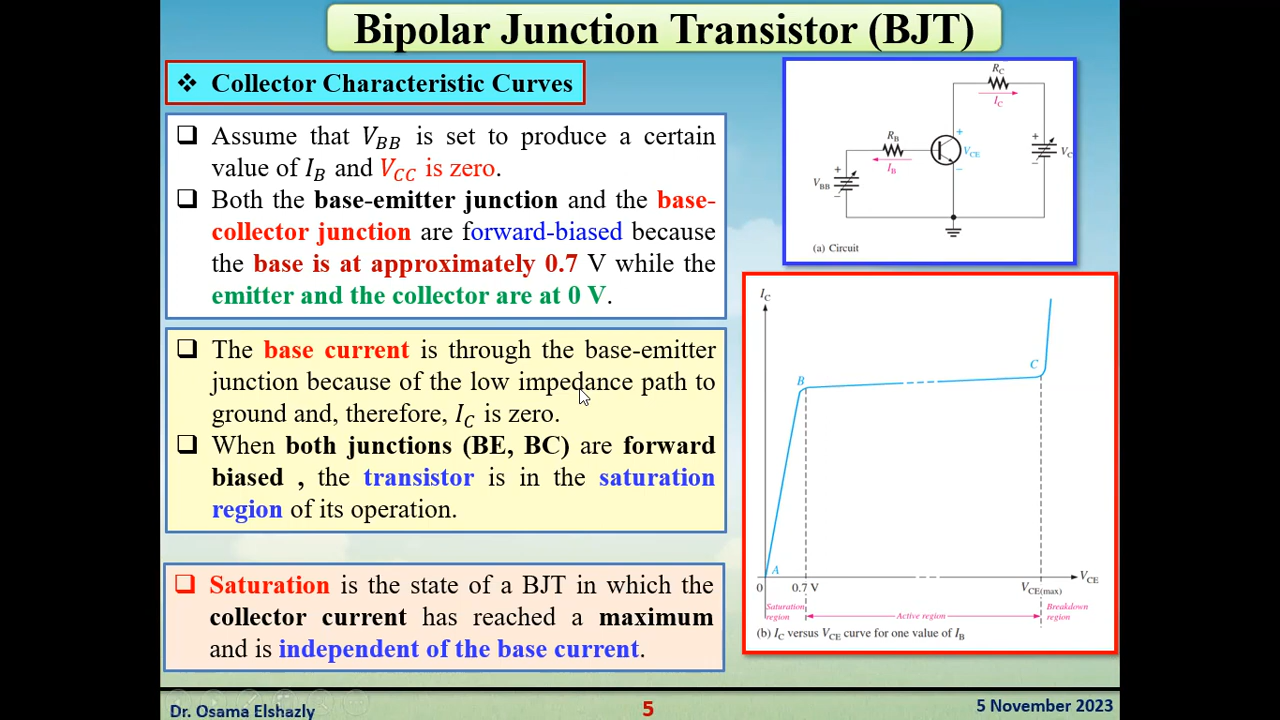 Bipolar Junction Transistor (BJT)
❖ Collector Characteristic Curves
❑ Assume that V_BB is set to produce a certain
value of I_B and V_CC is zero.
❑ Both the base-emitter junction and the base-
collector junction are forward-biased because
the base is at approximately 0.7 V while the
emitter and the collector are at 0 V.
❑ The base current is through the base-emitter
junction because of the low impedance path to
ground and, therefore, I_C is zero.
❑ When both junctions (BE, BC) are forward
biased , the transistor is in the saturation
region of its operation.
❑ Saturation is the state of a BJT in which the
collector current has reached a maximum
and is independent of the base current.
R_C
I_C
+
R_B
V_CE
I_B
−
+
V_BB
−
+
V_C
−
(a) Circuit
I_C
B
C
A
0
0.7 V
V_CE(max)
V_CE
Saturation
region
Active region
Breakdown
region
(b) I_C versus V_CE curve for one value of I_B
Dr. Osama Elshazly
5
5 November 2023